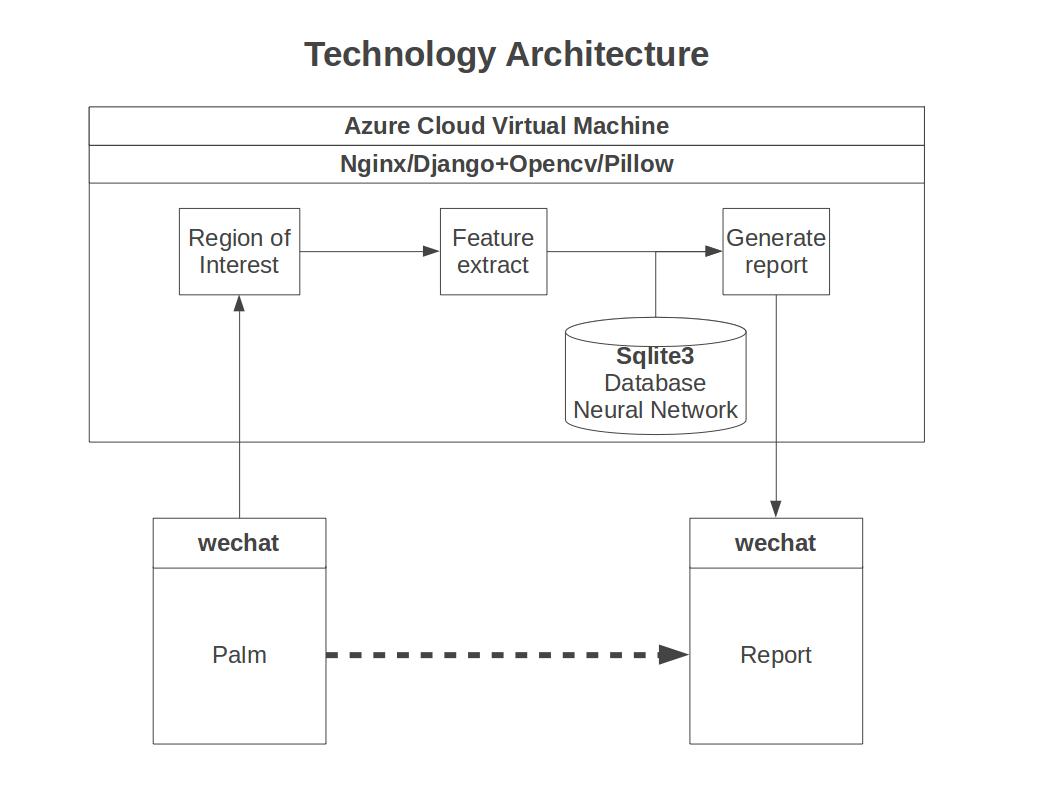 Technology Architecture
Azure Cloud Virtual Machine
Nginx/Django+Opencv/Pillow
Region of
Interest
Feature
extract
Generate
report
Sqlite3
Database
Neural Network
wechat
Palm
wechat
Report